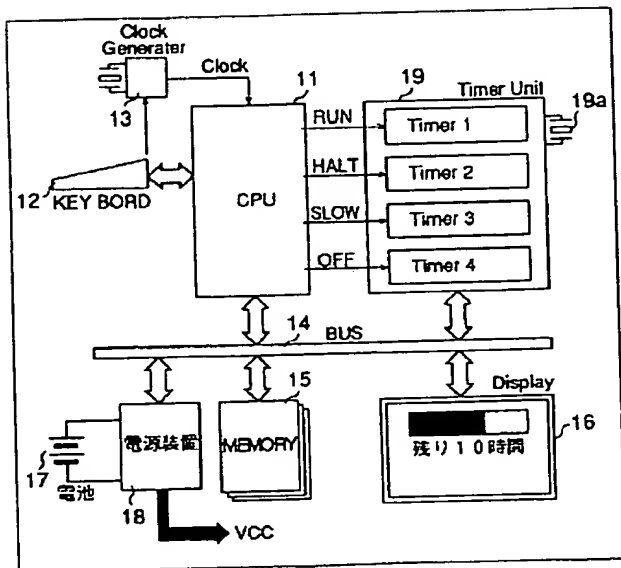 Clock
Generater
13
Clock
11
19
Timer Unit
19a
RUN
Timer 1
HALT
Timer 2
SLOW
Timer 3
OFF
Timer 4
CPU
12
KEY BORD
14
BUS
15
Display
16
17
電池
電源装置
18
MEMORY
残り10時間
VCC